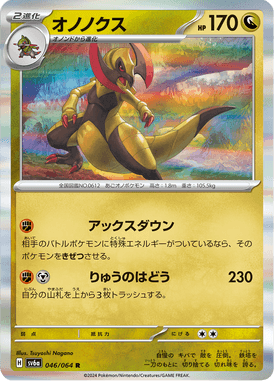 2進化
オノノクス
HP 170
オノンドから進化
全国図鑑NO.0612 あごオノポケモン 高さ:1.8m 重さ:105.5kg
アックスダウン
相手のバトルポケモンに特殊エネルギーがついているなら、そのポケモンをきぜつさせる。
りゅうのはどう 230
自分の山札を上から3枚トラッシュする。
弱点 抵抗力 にげる
Illus. Tsuyoshi Nagano
H sv6a 046/064 R
©2024 Pokémon/Nintendo/Creatures/GAME FREAK.